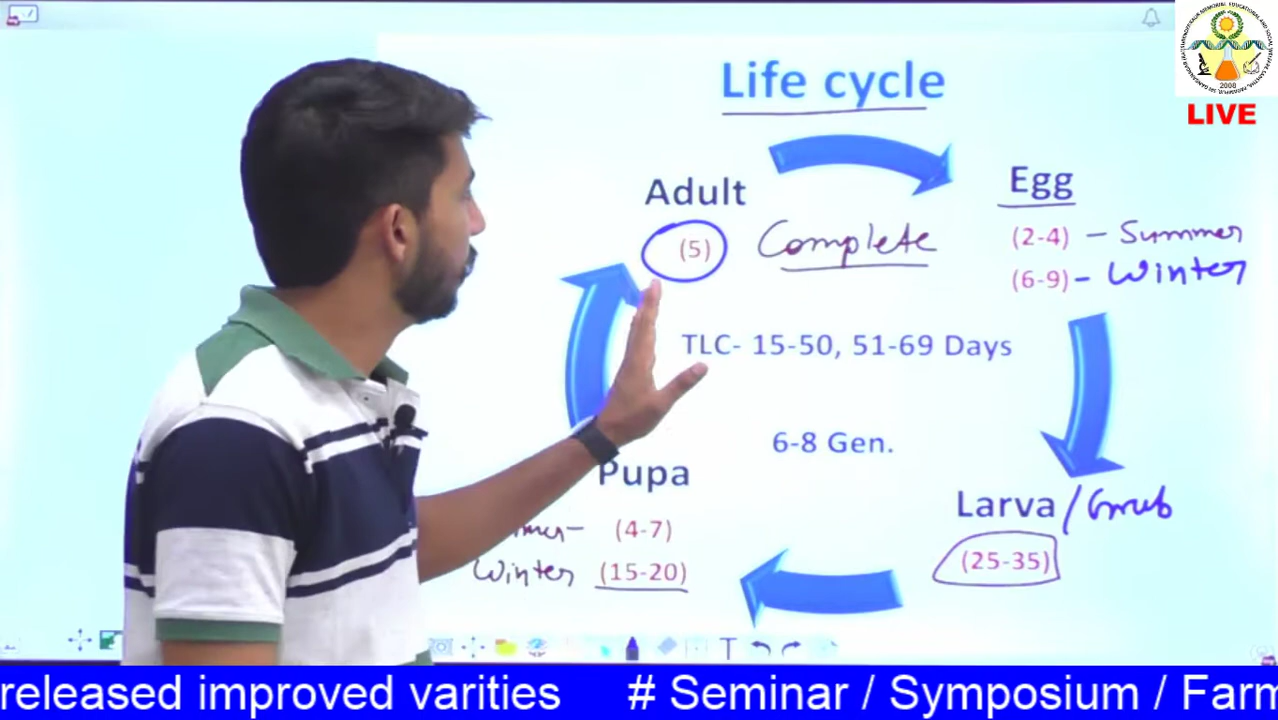 LIVE
2008
Life cycle
Adult
(5)
Complete
Egg
(2-4) - Summer
(6-9) - Winter
TLC- 15-50, 51-69 Days
6-8 Gen.
Larva / Grub
(25-35)
Pupa
(4-7)
Winter (15-20)
released improved varities # Seminar / Symposium / Farm